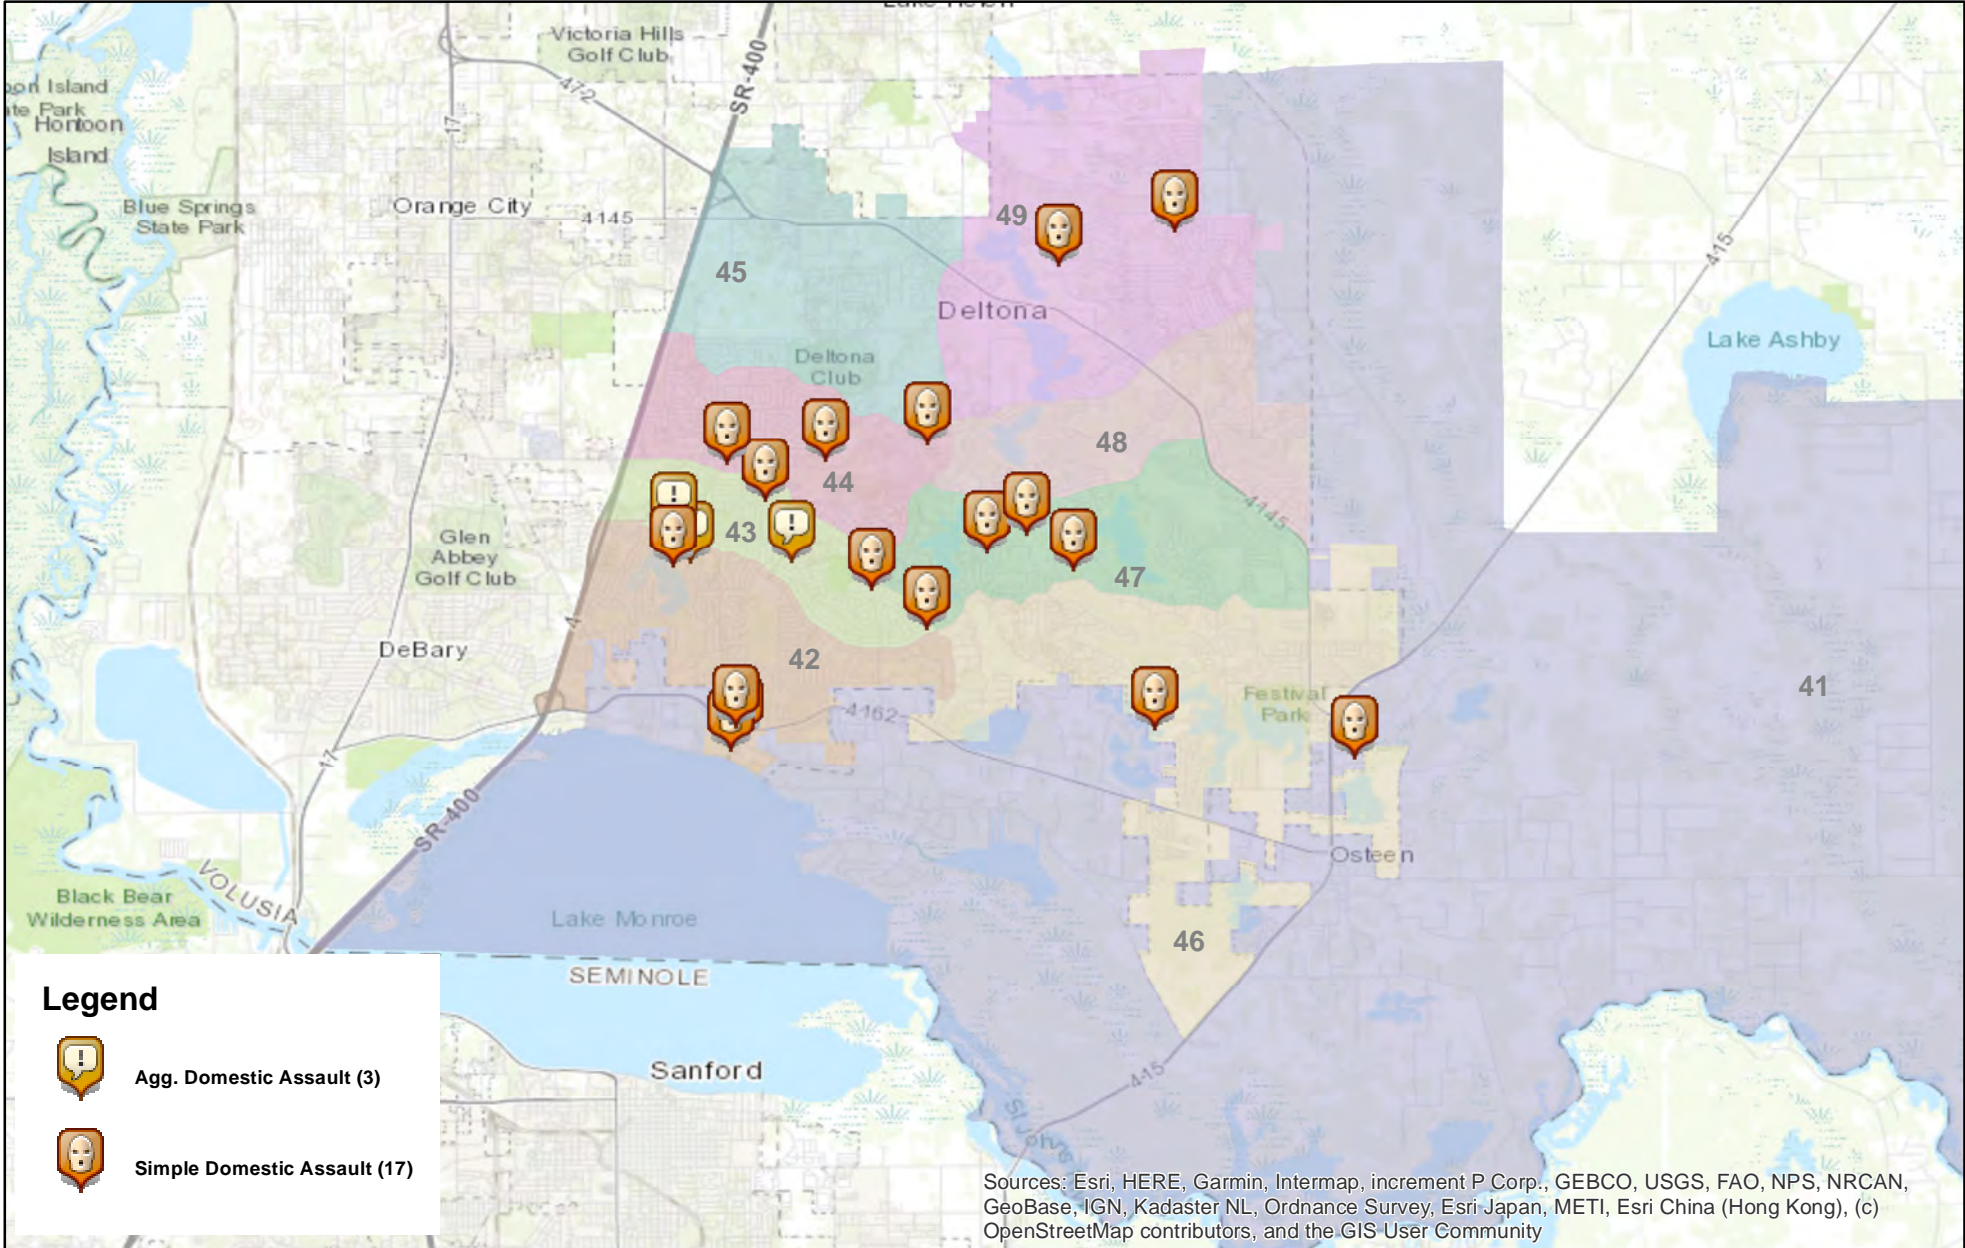 Victoria Hills
Golf Club
SR-400
472
17
Island
Hontoon
Island
Blue Springs
State Park
Orange City
4145
49
45
Deltona
415
Lake Ashby
Deltona
Club
48
44
43
4145
Glen
Abbey
Golf Club
47
DeBary
4
42
41
Festival
Park
4162
17
SR-400
Osteen
VOLUSIA
Black Bear
Wilderness Area
Lake Monroe
46
SEMINOLE
Sanford
415
St Johns
Legend
Agg. Domestic Assault (3)
Simple Domestic Assault (17)
Sources: Esri, HERE, Garmin, Intermap, increment P Corp., GEBCO, USGS, FAO, NPS, NRCAN,
GeoBase, IGN, Kadaster NL, Ordnance Survey, Esri Japan, METI, Esri China (Hong Kong), (c)
OpenStreetMap contributors, and the GIS User Community